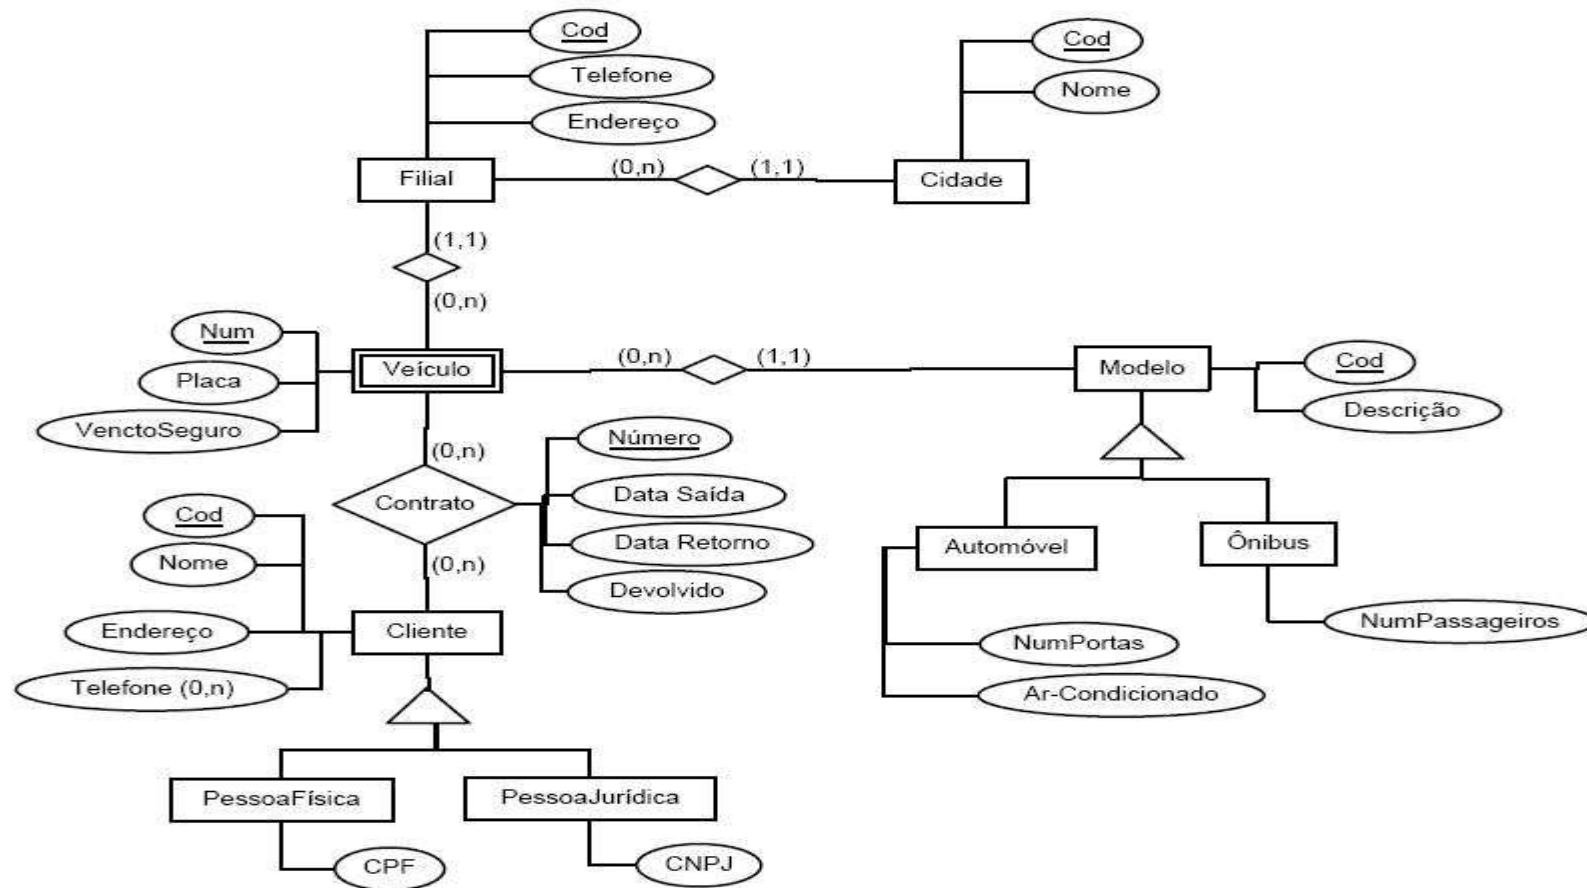 Cod
Telefone
Endereço
Cod
Nome
Filial
(0,n)
(1,1)
Cidade
(1,1)
(0,n)
Num
Placa
VenctoSeguro
Veículo
(0,n)
(1,1)
Modelo
Cod
Descrição
(0,n)
Contrato
(0,n)
Número
Data Saída
Data Retorno
Devolvido
Automóvel
Ônibus
NumPortas
Ar-Condicionado
NumPassageiros
Cod
Nome
Endereço
Telefone (0,n)
Cliente
PessoaFísica
PessoaJurídica
CPF
CNPJ